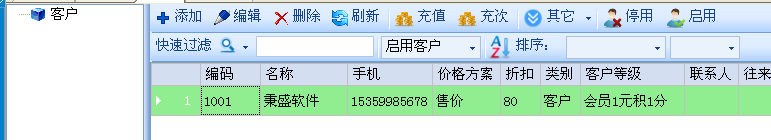 客户
添加 编辑 删除 刷新 充值 充次 其它 停用 启用
快速过滤 启用客户 排序:
编码 名称 手机 价格方案 折扣 类别 客户等级 联系人 往来
1 1001 秉盛软件 15359985678 售价 80 客户 会员1元积1分